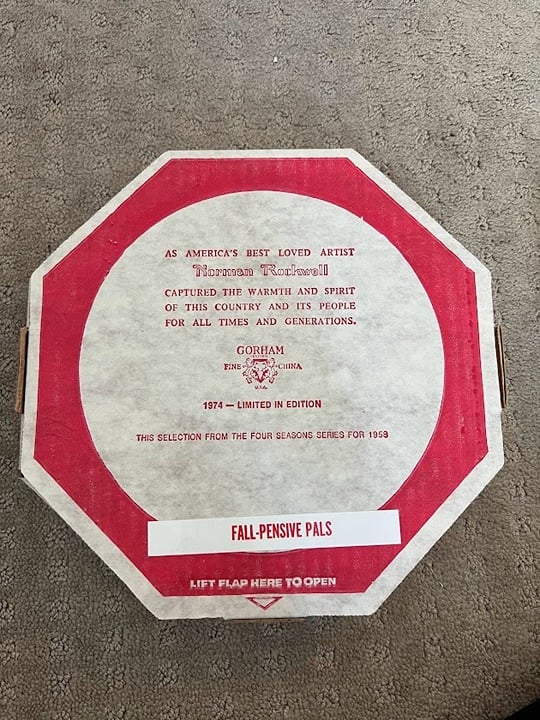 AS AMERICA'S BEST LOVED ARTIST
Norman Rockwell
CAPTURED THE WARMTH AND SPIRIT
OF THIS COUNTRY AND ITS PEOPLE
FOR ALL TIMES AND GENERATIONS.
GORHAM
FINE CHINA
U.S.A.
1974 — LIMITED IN EDITION
THIS SELECTION FROM THE FOUR SEASONS SERIES FOR 1958
FALL-PENSIVE PALS
LIFT FLAP HERE TO OPEN